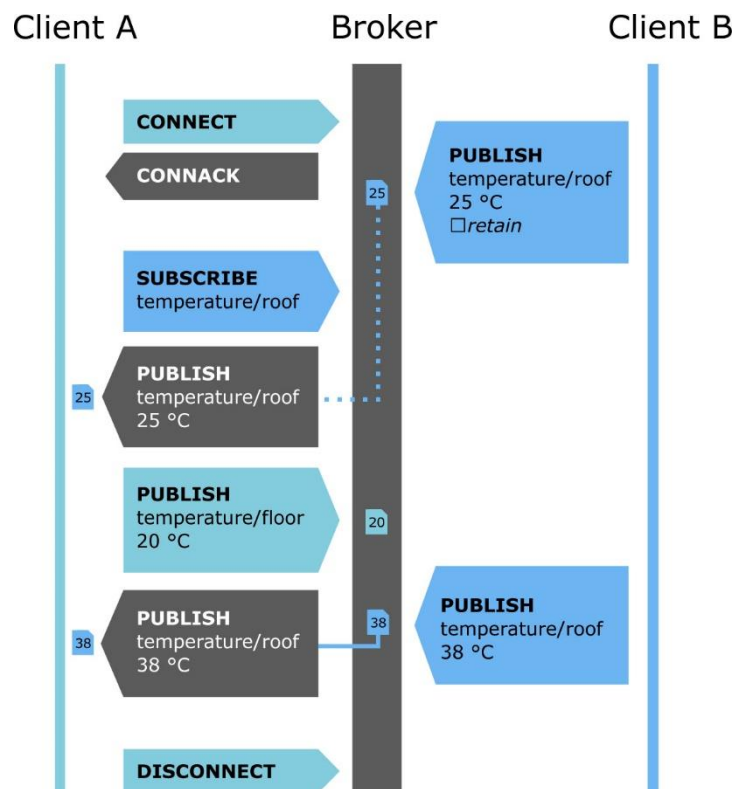 Client A
Broker
Client B
CONNECT
CONNACK
PUBLISH
temperature/roof
25 °C
☐retain
25
SUBSCRIBE
temperature/roof
PUBLISH
temperature/roof
25 °C
25
PUBLISH
temperature/floor
20 °C
20
PUBLISH
temperature/roof
38 °C
38
38
PUBLISH
temperature/roof
38 °C
DISCONNECT